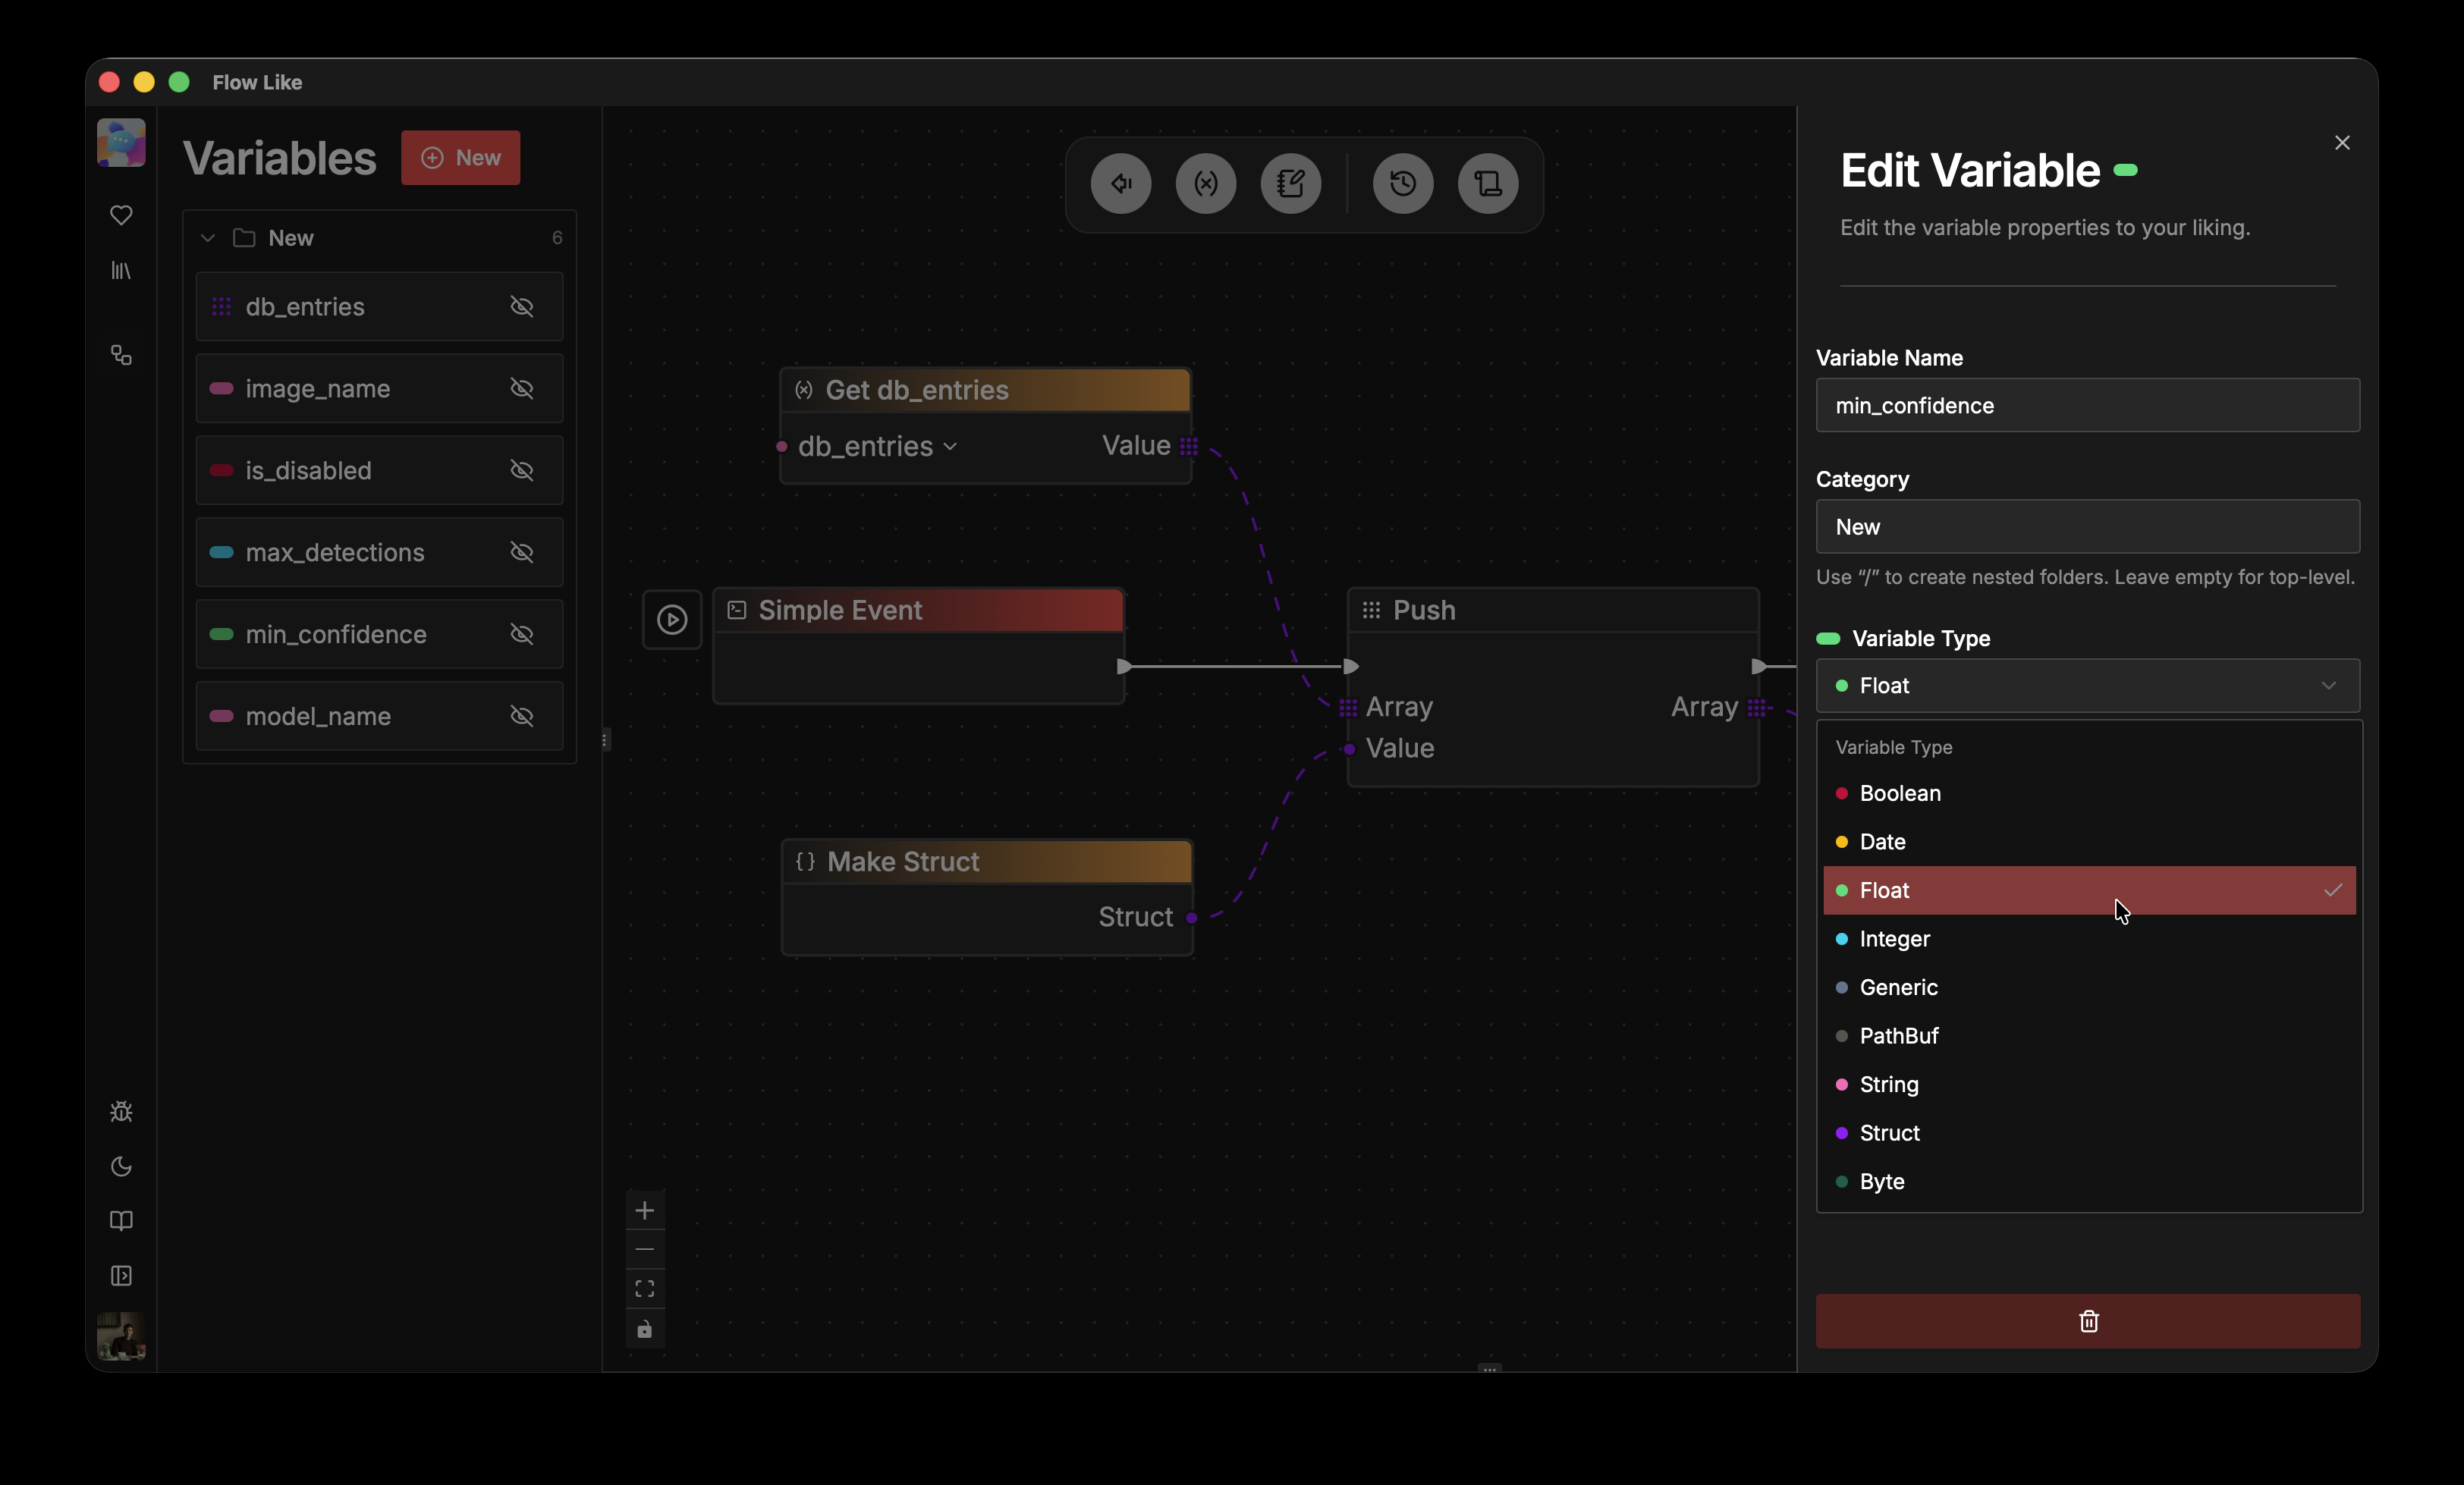 Flow Like
Variables
New
New
6
db_entries
image_name
is_disabled
max_detections
min_confidence
model_name
Get db_entries
db_entries
Value
Simple Event
Push
Array
Array
Value
Make Struct
Struct
Edit Variable
Edit the variable properties to your liking.
Variable Name
min_confidence
Category
New
Use “/” to create nested folders. Leave empty for top-level.
Variable Type
Float
Variable Type
Boolean
Date
Float
Integer
Generic
PathBuf
String
Struct
Byte